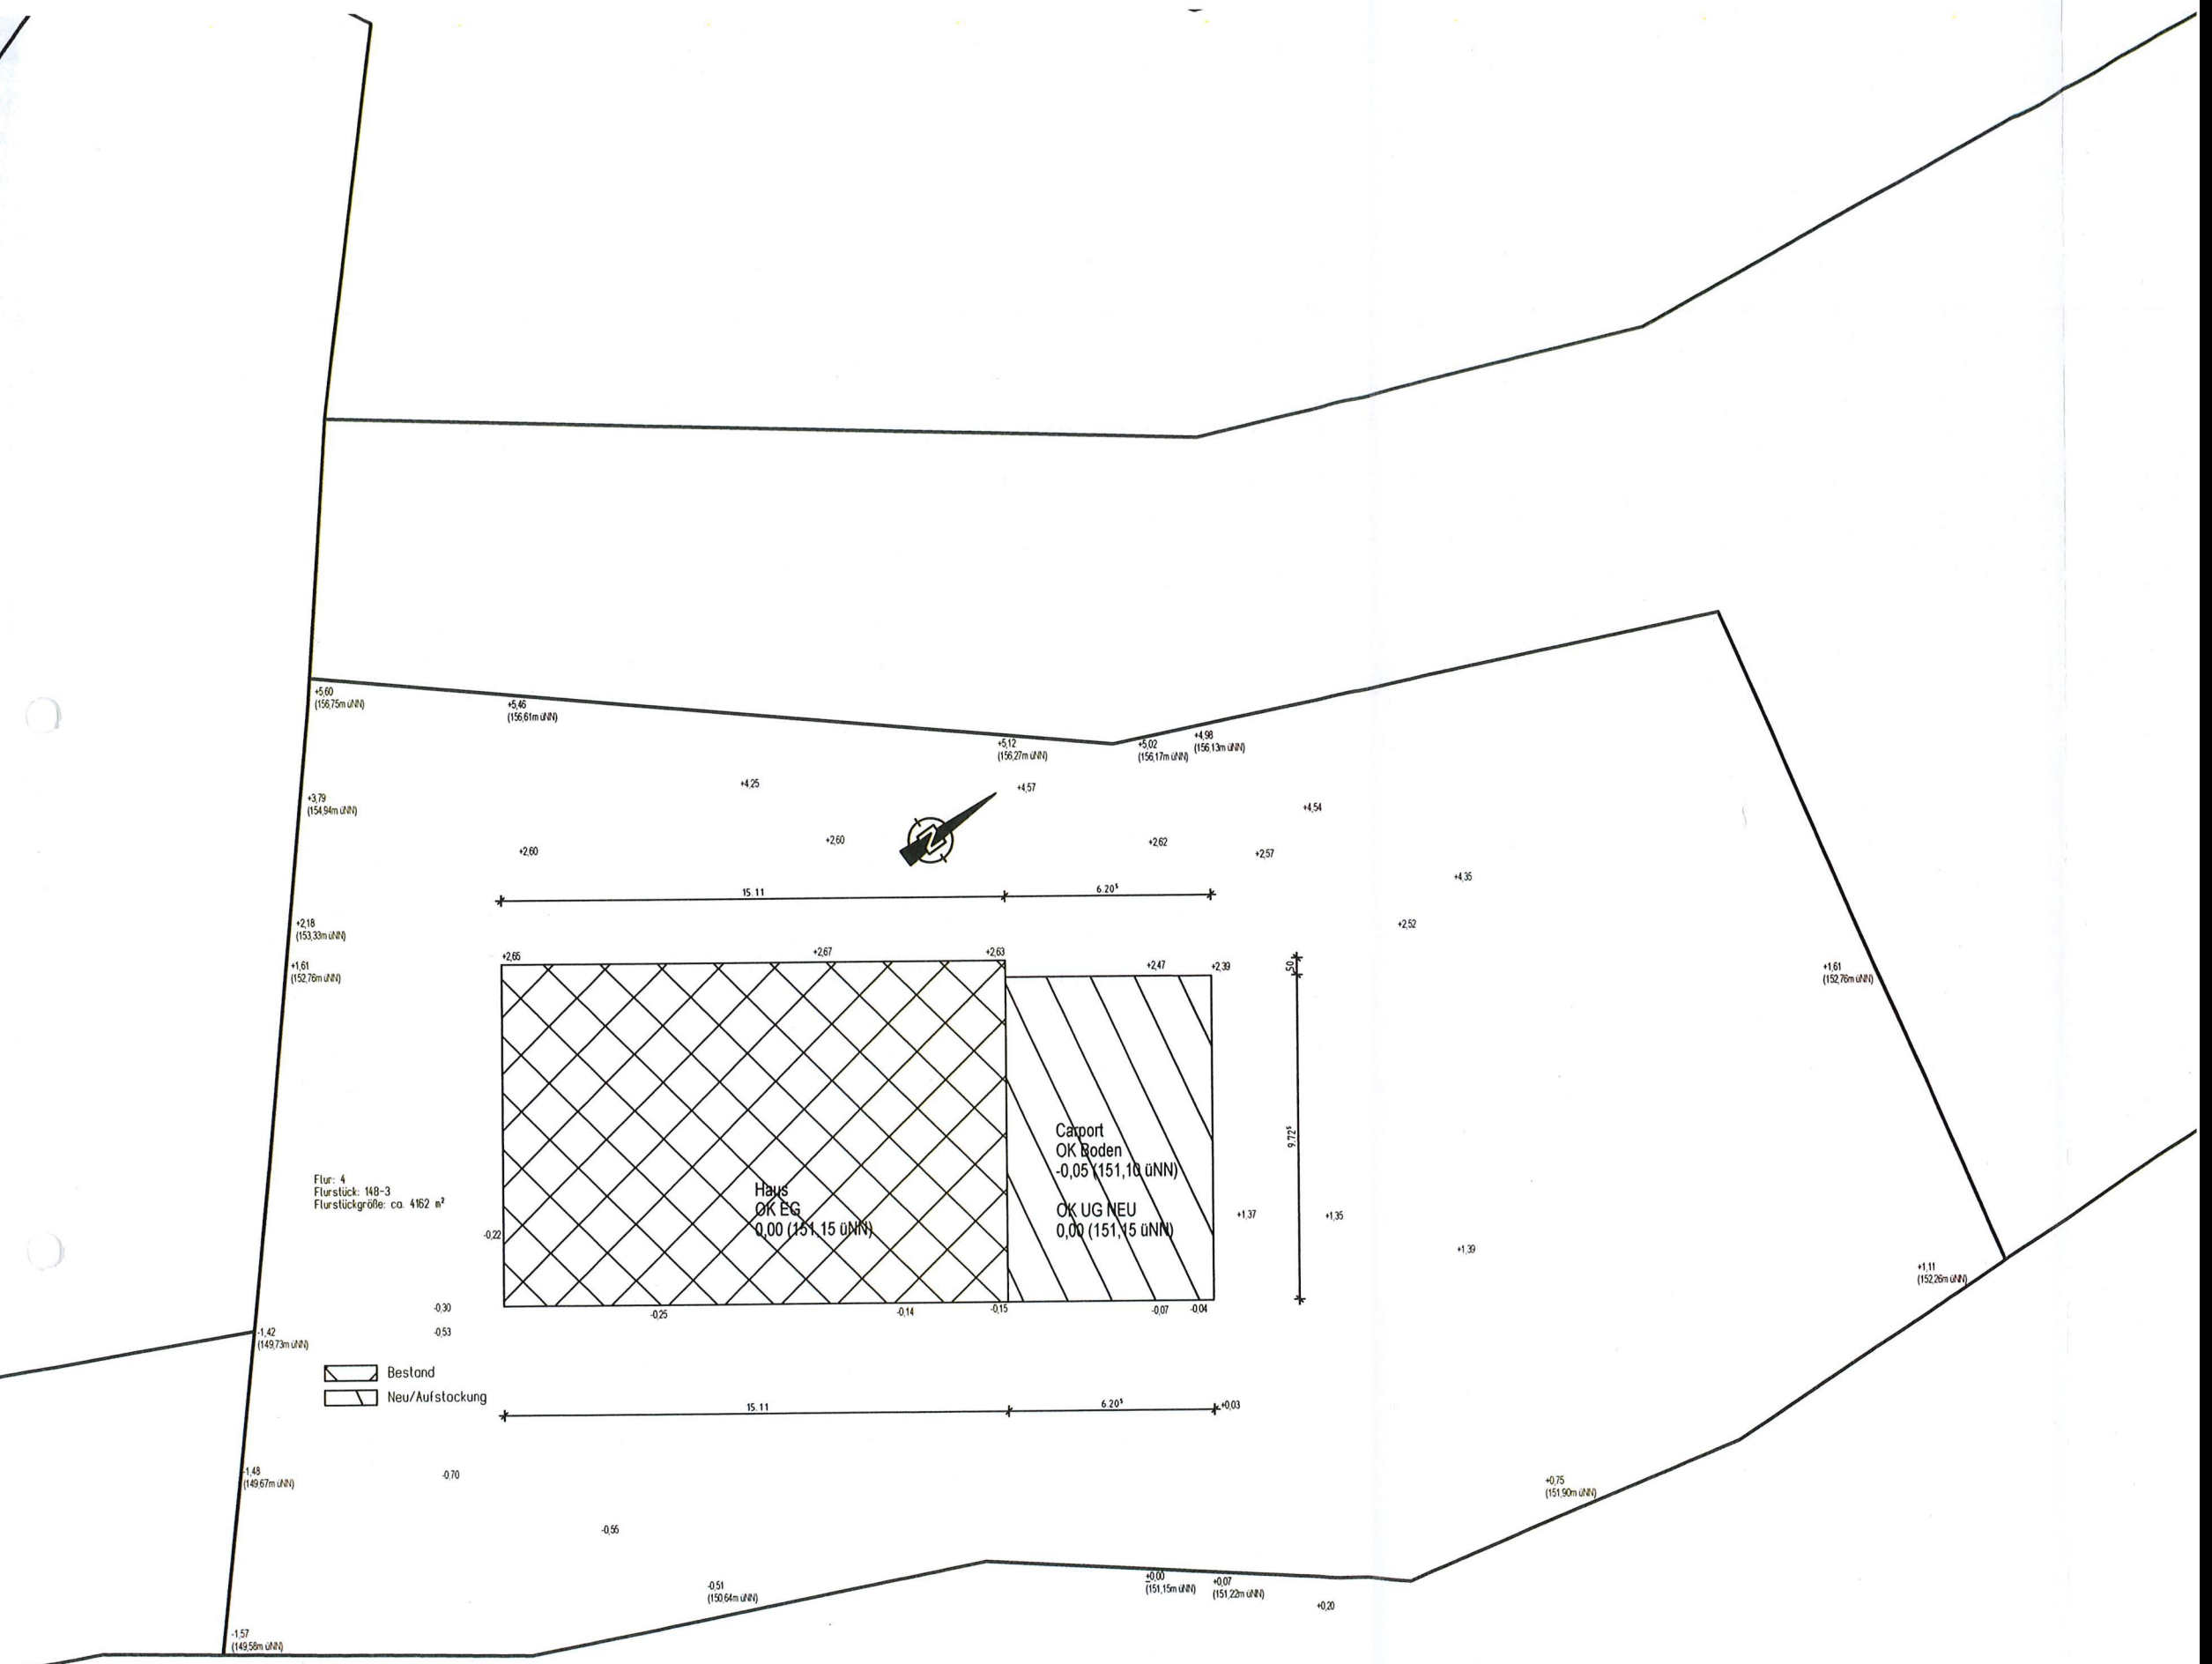 +5,60
(156,75m üNN)
+5,46
(156,61m üNN)
+5,12
(156,27m üNN)
+5,02
(156,17m üNN)
+4,98
(156,13m üNN)
+4,25
+4,57
+3,79
(154,94m üNN)
+4,54
+2,60
+2,60
N
+2,62
+2,57
+4,35
15.11
6.20⁵
+2,18
(153,33m üNN)
+2,52
+2,65
+2,67
+2,63
+2,47
+2,39
50
+1,61
(152,76m üNN)
+1,61
(152,76m üNN)
9.72⁵
Carport
OK Boden
-0,05 (151,10 üNN)
OK UG NEU
0,00 (151,15 üNN)
Haus
OK EG
0,00 (151,15 üNN)
Flur: 4
Flurstück: 148-3
Flurstückgröße: ca. 4162 m²
-0,22
+1,37
+1,35
+1,39
+1,11
(152,26m üNN)
-0,30
-0,25
-0,14
-0,15
-0,07
-0,04
-1,42
(149,73m üNN)
-0,53
Bestand
Neu/Aufstockung
15.11
6.20⁵
+0,03
-1,48
(149,67m üNN)
-0,70
+0,75
(151,90m üNN)
-0,55
-0,51
(150,64m üNN)
±0,00
(151,15m üNN)
+0,07
(151,22m üNN)
+0,20
-1,57
(149,58m üNN)